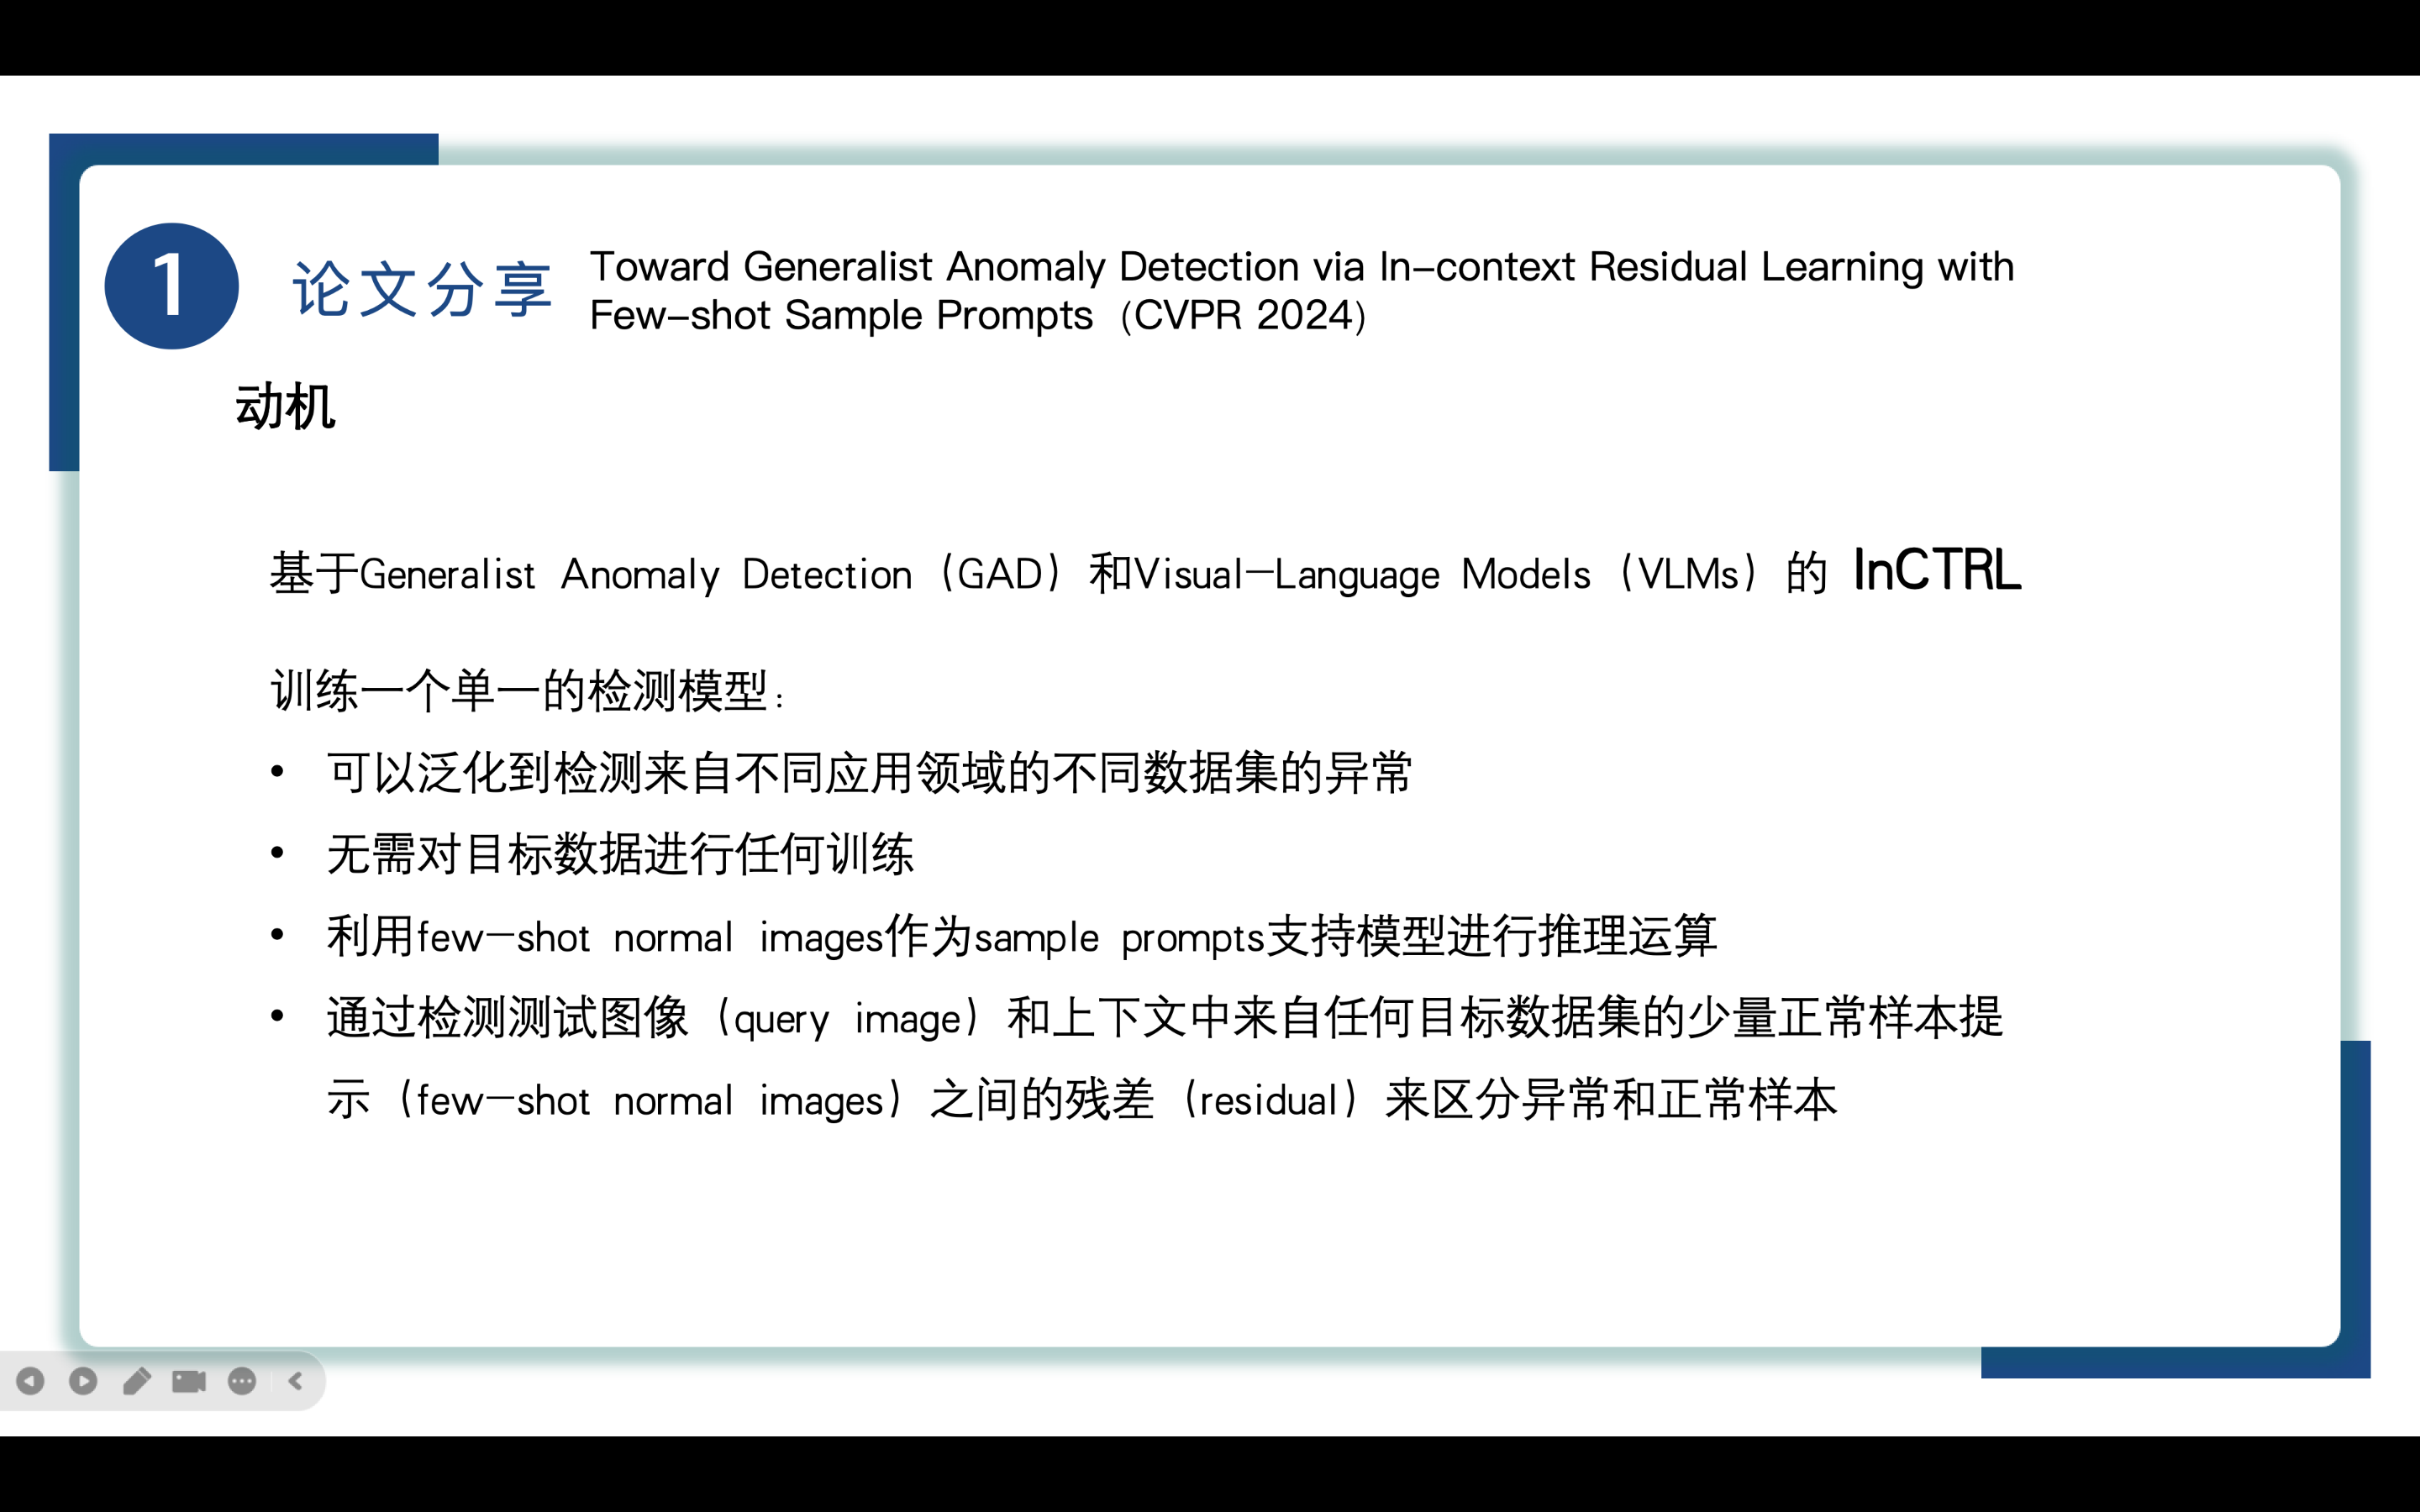 1
论文分享
Toward Generalist Anomaly Detection via In-context Residual Learning with
Few-shot Sample Prompts（CVPR 2024）
动机
基于Generalist Anomaly Detection（GAD）和Visual-Language Models（VLMs）的 InCTRL
训练一个单一的检测模型：
• 可以泛化到检测来自不同应用领域的不同数据集的异常
• 无需对目标数据进行任何训练
• 利用few-shot normal images作为sample prompts支持模型进行推理运算
• 通过检测测试图像（query image）和上下文中来自任何目标数据集的少量正常样本提
示（few-shot normal images）之间的残差（residual）来区分异常和正常样本